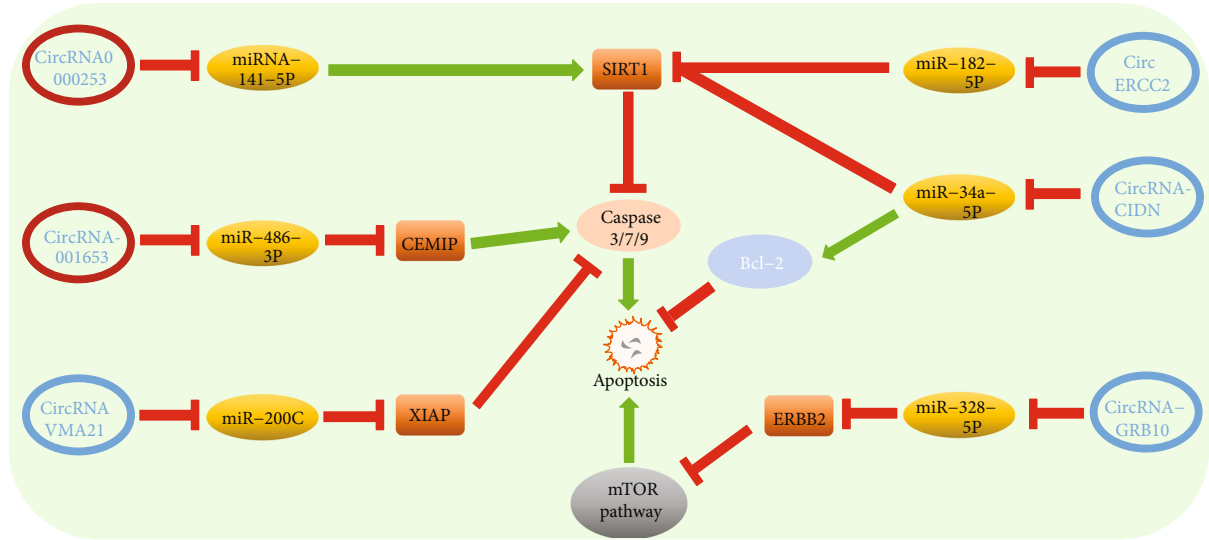 CircRNA0
000253
miRNA–
141–5P
SIRT1
miR–182–
5P
Circ
ERCC2
CircRNA-
001653
miR–486–
3P
CEMIP
Caspase
3/7/9
Bcl–2
miR–34a–
5P
CircRNA-
CIDN
Apoptosis
CircRNA
VMA21
miR–200C
XIAP
ERBB2
miR–328–
5P
CircRNA–
GRB10
mTOR
pathway